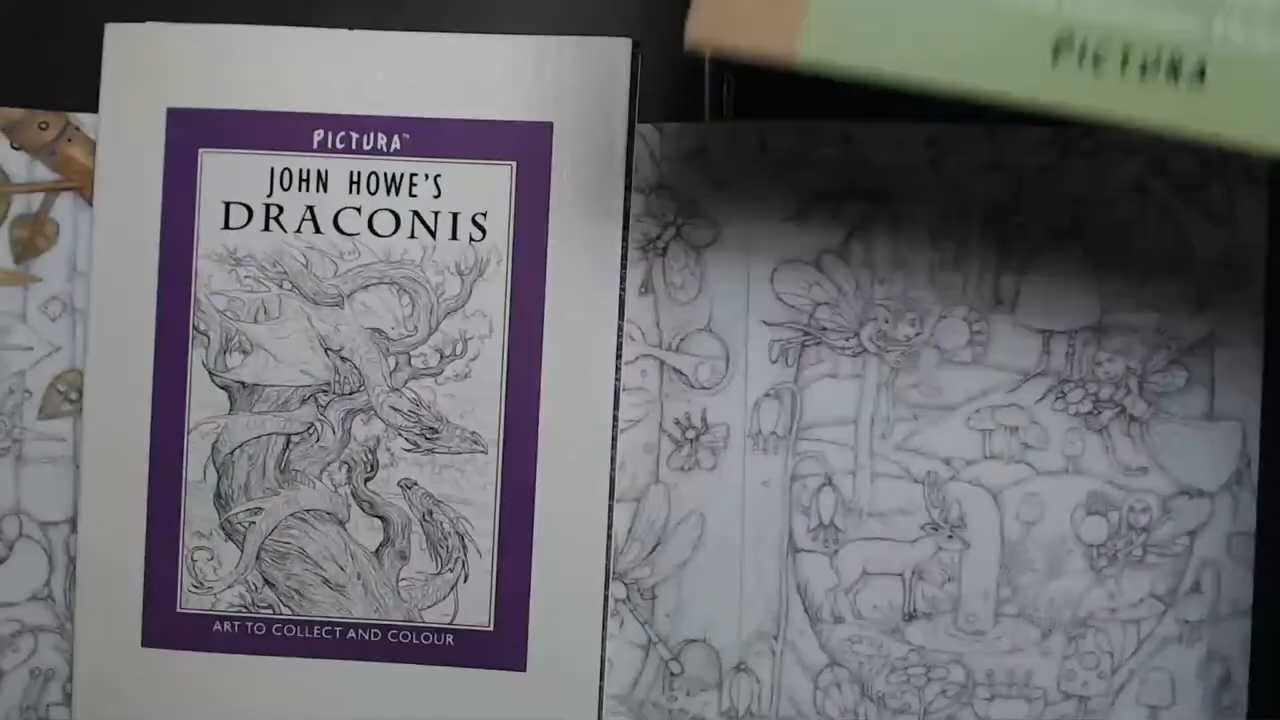 PICTURA™
JOHN HOWE'S
DRACONIS
ART TO COLLECT AND COLOUR
PICTURA